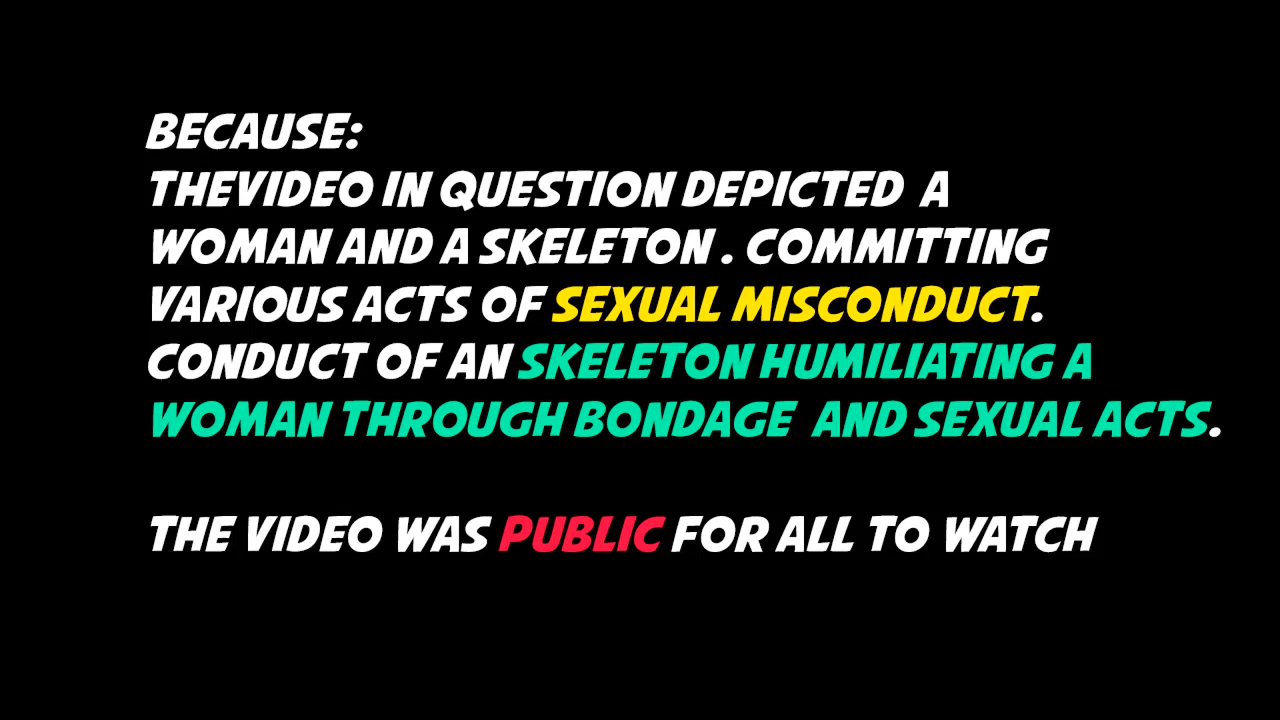 BECAUSE:
THEVIDEO IN QUESTION DEPICTED A
WOMAN AND A SKELETON . COMMITTING
VARIOUS ACTS OF SEXUAL MISCONDUCT.
CONDUCT OF AN SKELETON HUMILIATING A
WOMAN THROUGH BONDAGE AND SEXUAL ACTS.
THE VIDEO WAS PUBLIC FOR ALL TO WATCH